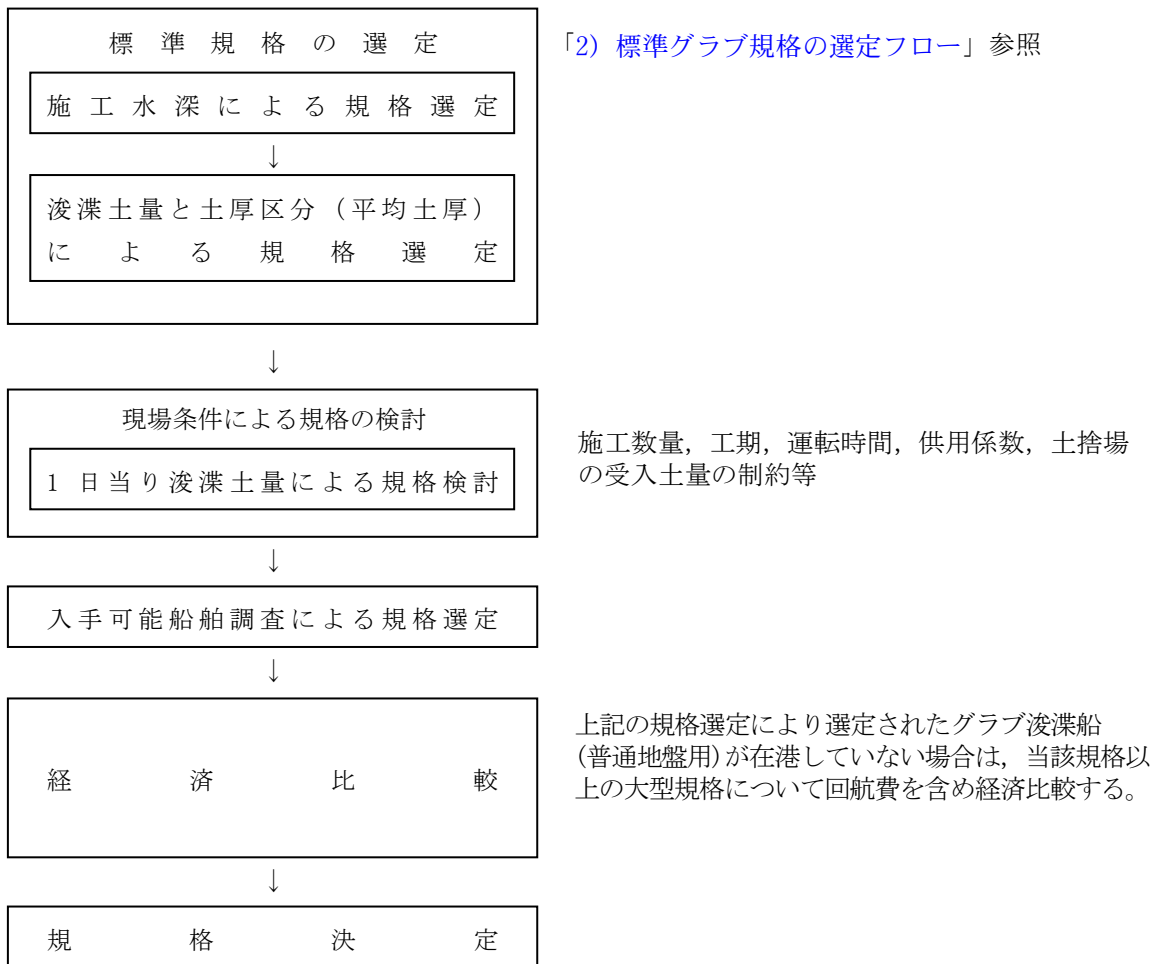 標準規格の選定
「2) 標準グラブ規格の選定フロー」参照
施工水深による規格選定
↓
浚渫土量と土厚区分(平均土厚)
による規格選定
↓
現場条件による規格の検討
1日当り浚渫土量による規格検討
施工数量，工期，運転時間，供用係数，土捨場
の受入土量の制約等
↓
入手可能船舶調査による規格選定
↓
経済比較
上記の規格選定により選定されたグラブ浚渫船
(普通地盤用)が在港していない場合は，当該規格以
上の大型規格について回航費を含め経済比較する。
↓
規格決定